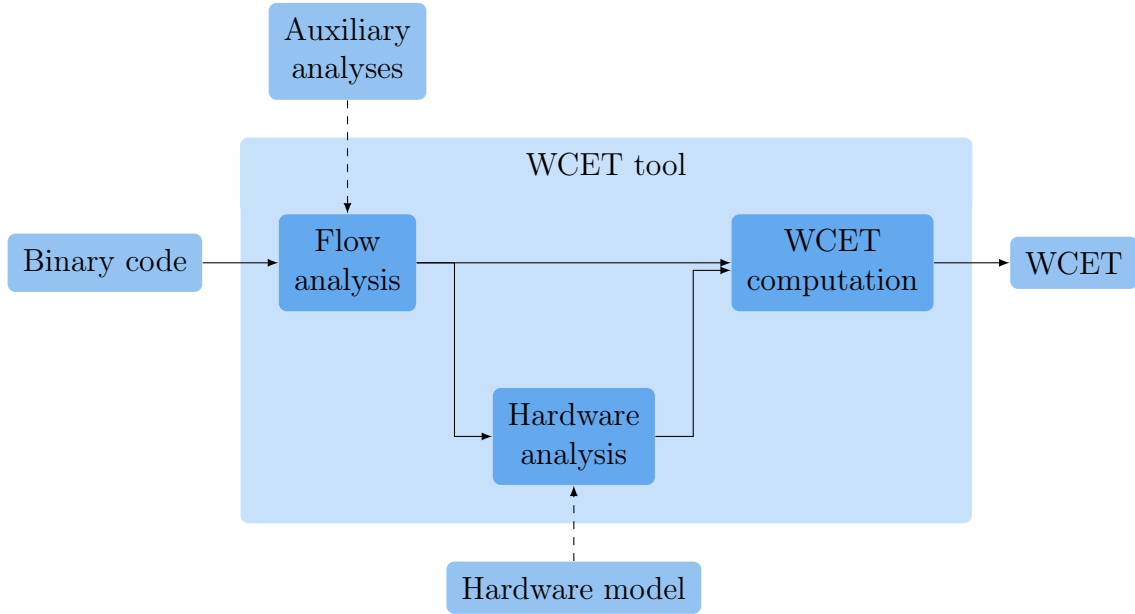 Auxiliary
analyses
WCET tool
Binary code
Flow
analysis
WCET
computation
WCET
Hardware
analysis
Hardware model